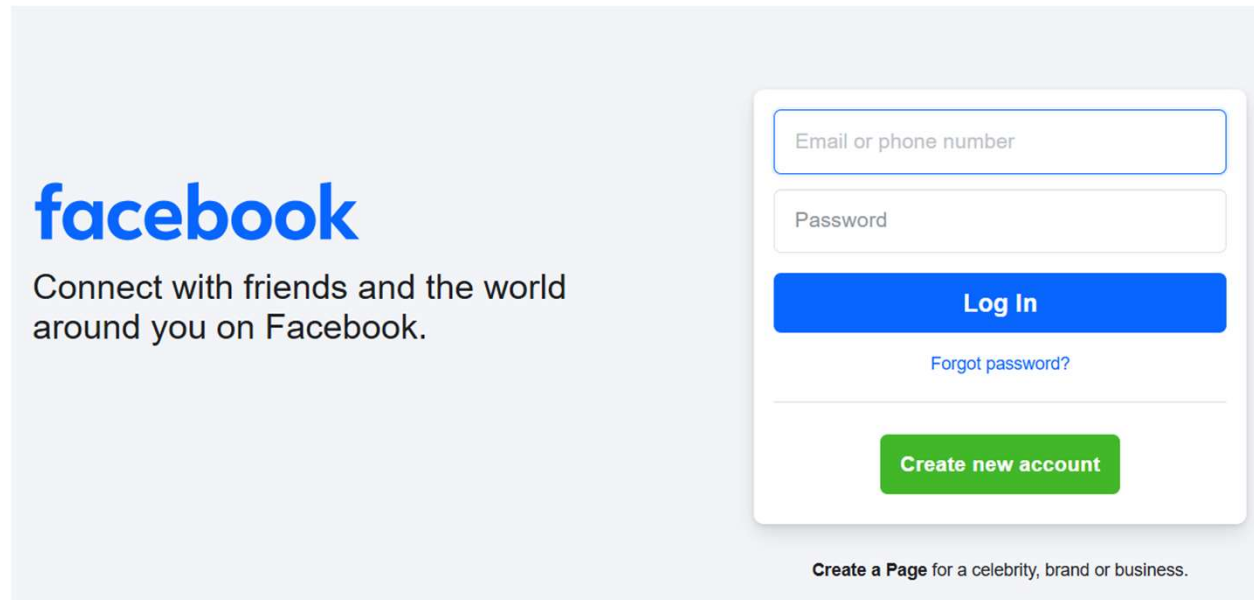 facebook
Connect with friends and the world
around you on Facebook.
Email or phone number
Password
Log In
Forgot password?
Create new account
Create a Page for a celebrity, brand or business.